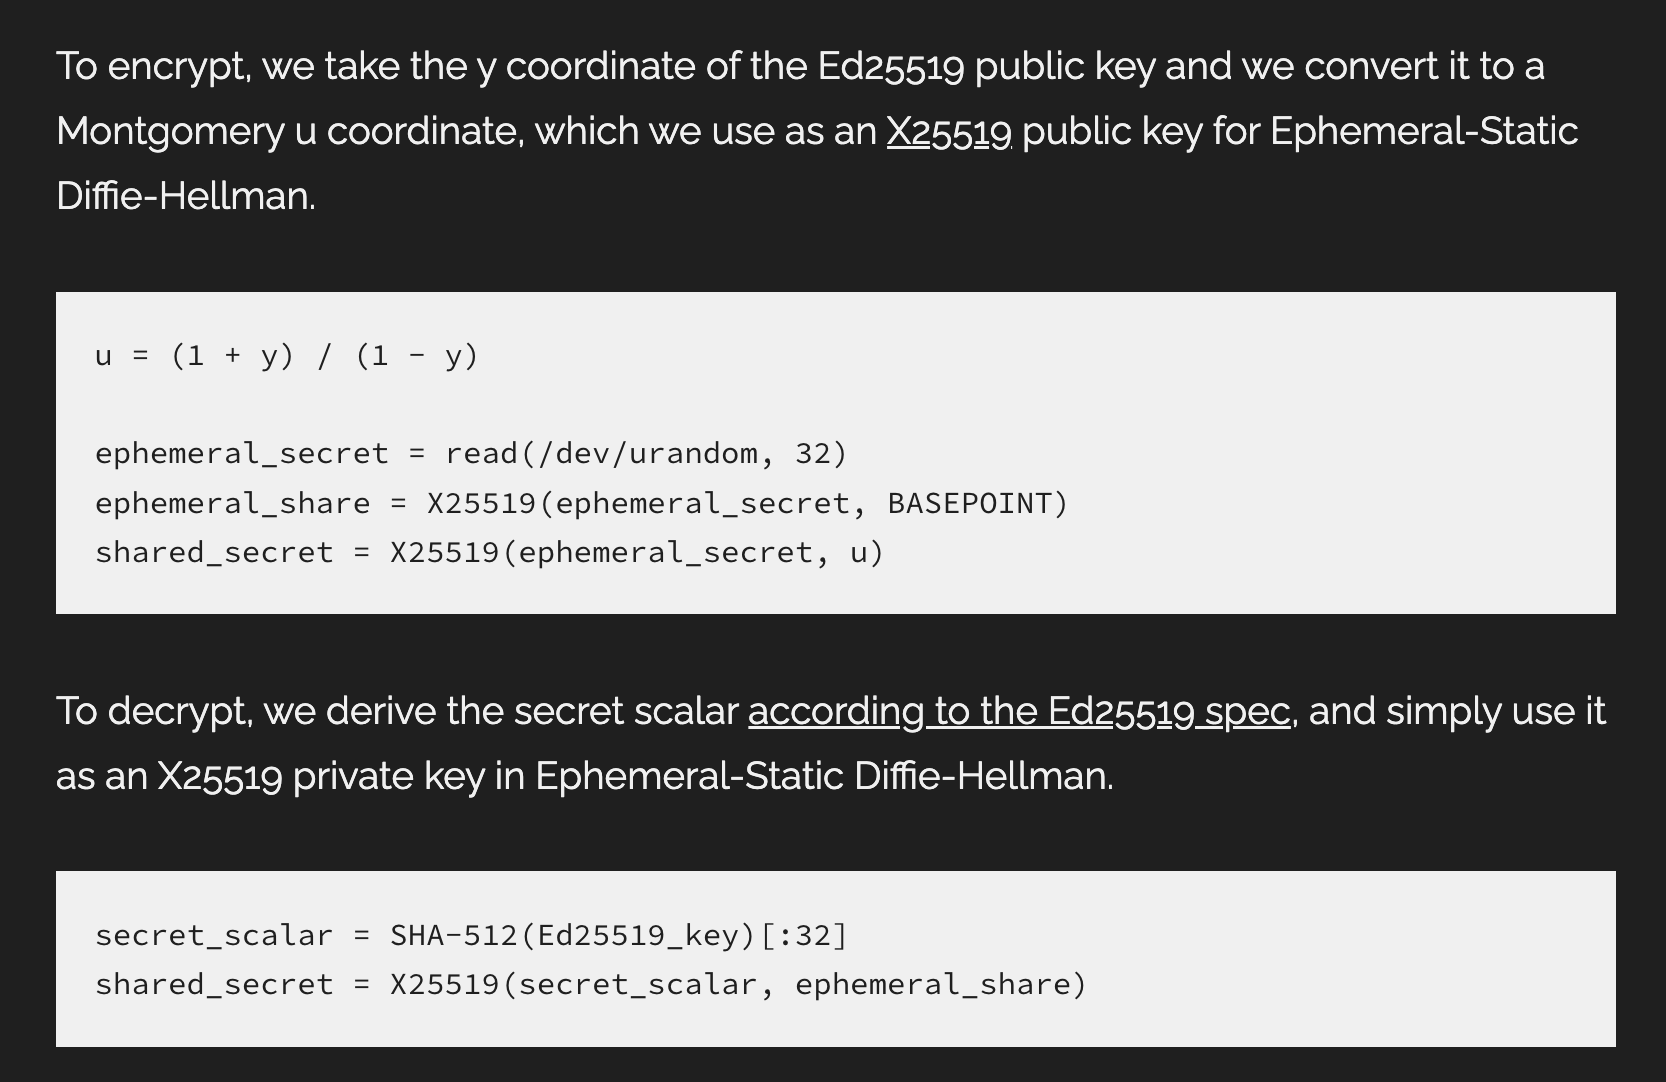 To encrypt, we take the y coordinate of the Ed25519 public key and we convert it to a
Montgomery u coordinate, which we use as an X25519 public key for Ephemeral-Static
Diffie-Hellman.
u = (1 + y) / (1 - y)
ephemeral_secret = read(/dev/urandom, 32)
ephemeral_share = X25519(ephemeral_secret, BASEPOINT)
shared_secret = X25519(ephemeral_secret, u)
To decrypt, we derive the secret scalar according to the Ed25519 spec, and simply use it
as an X25519 private key in Ephemeral-Static Diffie-Hellman.
secret_scalar = SHA-512(Ed25519_key)[:32]
shared_secret = X25519(secret_scalar, ephemeral_share)